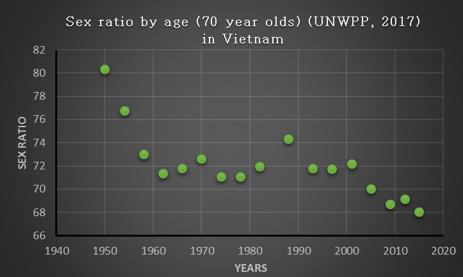 Sex ratio by age (70 year olds) (UNWPP, 2017)
in Vietnam
82
80
78
76
74
72
70
68
66
SEX RATIO
1940 1950 1960 1970 1980 1990 2000 2010 2020
YEARS